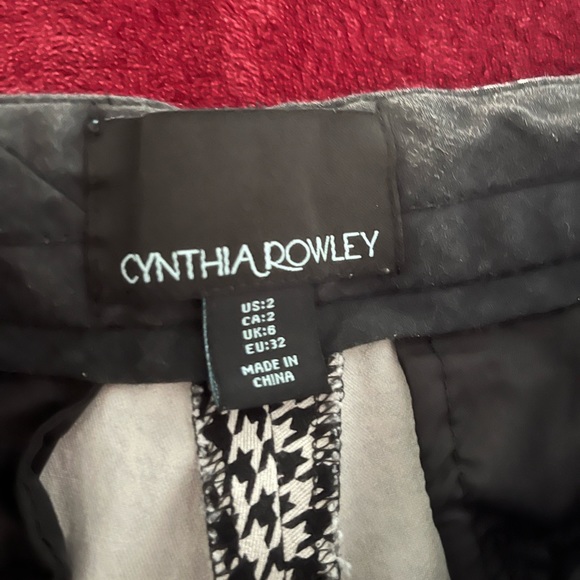 CYNTHIA ROWLEY
US:2
CA:2
UK:6
EU:32
MADE IN
CHINA